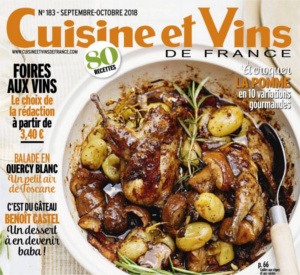 N° 183 - SEPTEMBRE-OCTOBRE 2018
Cuisine et Vins
DE FRANCE
WWW.CUISINEETVINSDEFRANCE.COM
80
RECETTES
FOIRES
AUX VINS
Le choix de
la rédaction
à partir de
3,40 €
Et croquer
LA POMME
en 10 variations
gourmandes
BALADE EN
QUERCY BLANC
Un petit air
de Toscane
C'EST DU GÂTEAU
BENOÎT CASTEL
Un dessert
à en devenir
baba !
p. 66